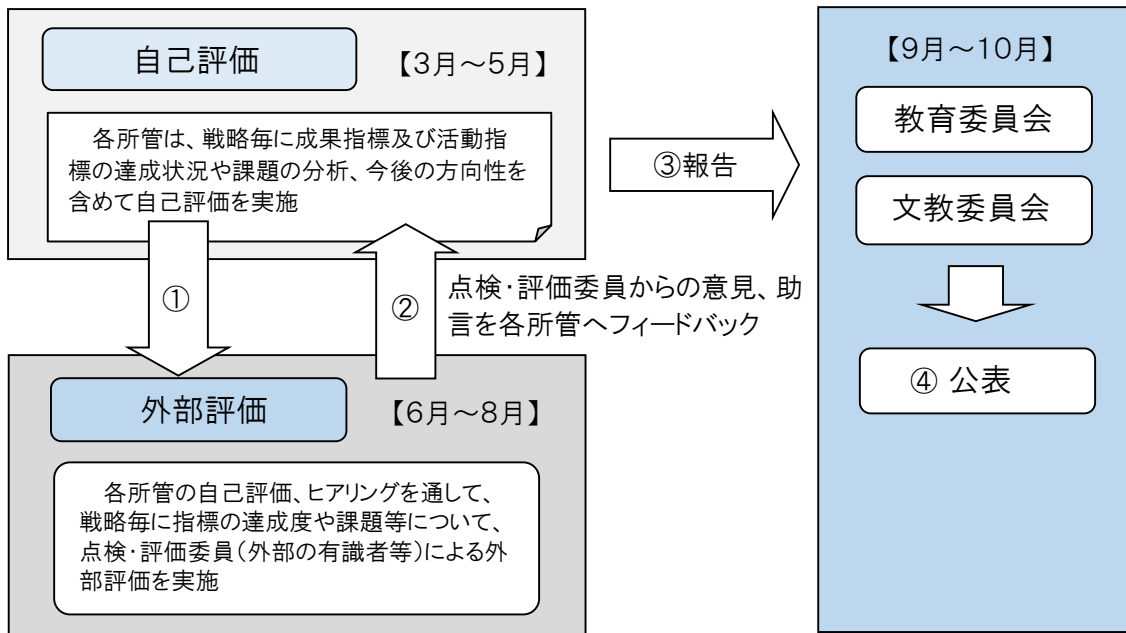 自己評価
【3月～5月】
各所管は、戦略毎に成果指標及び活動指
標の達成状況や課題の分析、今後の方向性を
含めて自己評価を実施
①
②
点検・評価委員からの意見、助
言を各所管へフィードバック
外部評価
【6月～8月】
各所管の自己評価、ヒアリングを通して、
戦略毎に指標の達成度や課題等について、
点検・評価委員（外部の有識者等）による外
部評価を実施
③報告
【9月～10月】
教育委員会
文教委員会
④ 公表